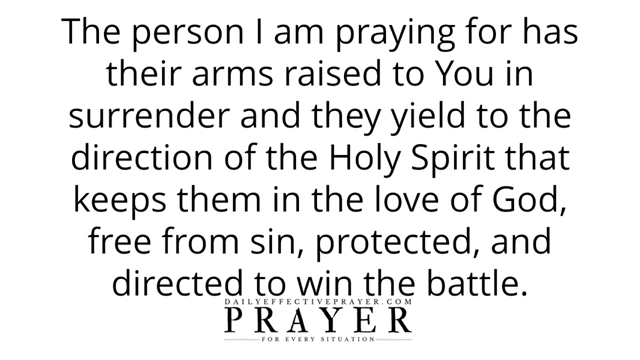 The person I am praying for has
their arms raised to You in
surrender and they yield to the
direction of the Holy Spirit that
keeps them in the love of God,
free from sin, protected, and
directed to win the battle.
DAILYEFFECTIVEPRAYER.COM
PRAYER
FOR EVERY SITUATION